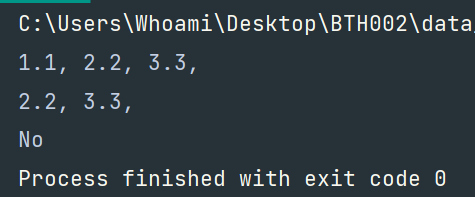 C:\Users\Whoami\Desktop\BTH002\data
1.1, 2.2, 3.3,
2.2, 3.3,
No
Process finished with exit code 0